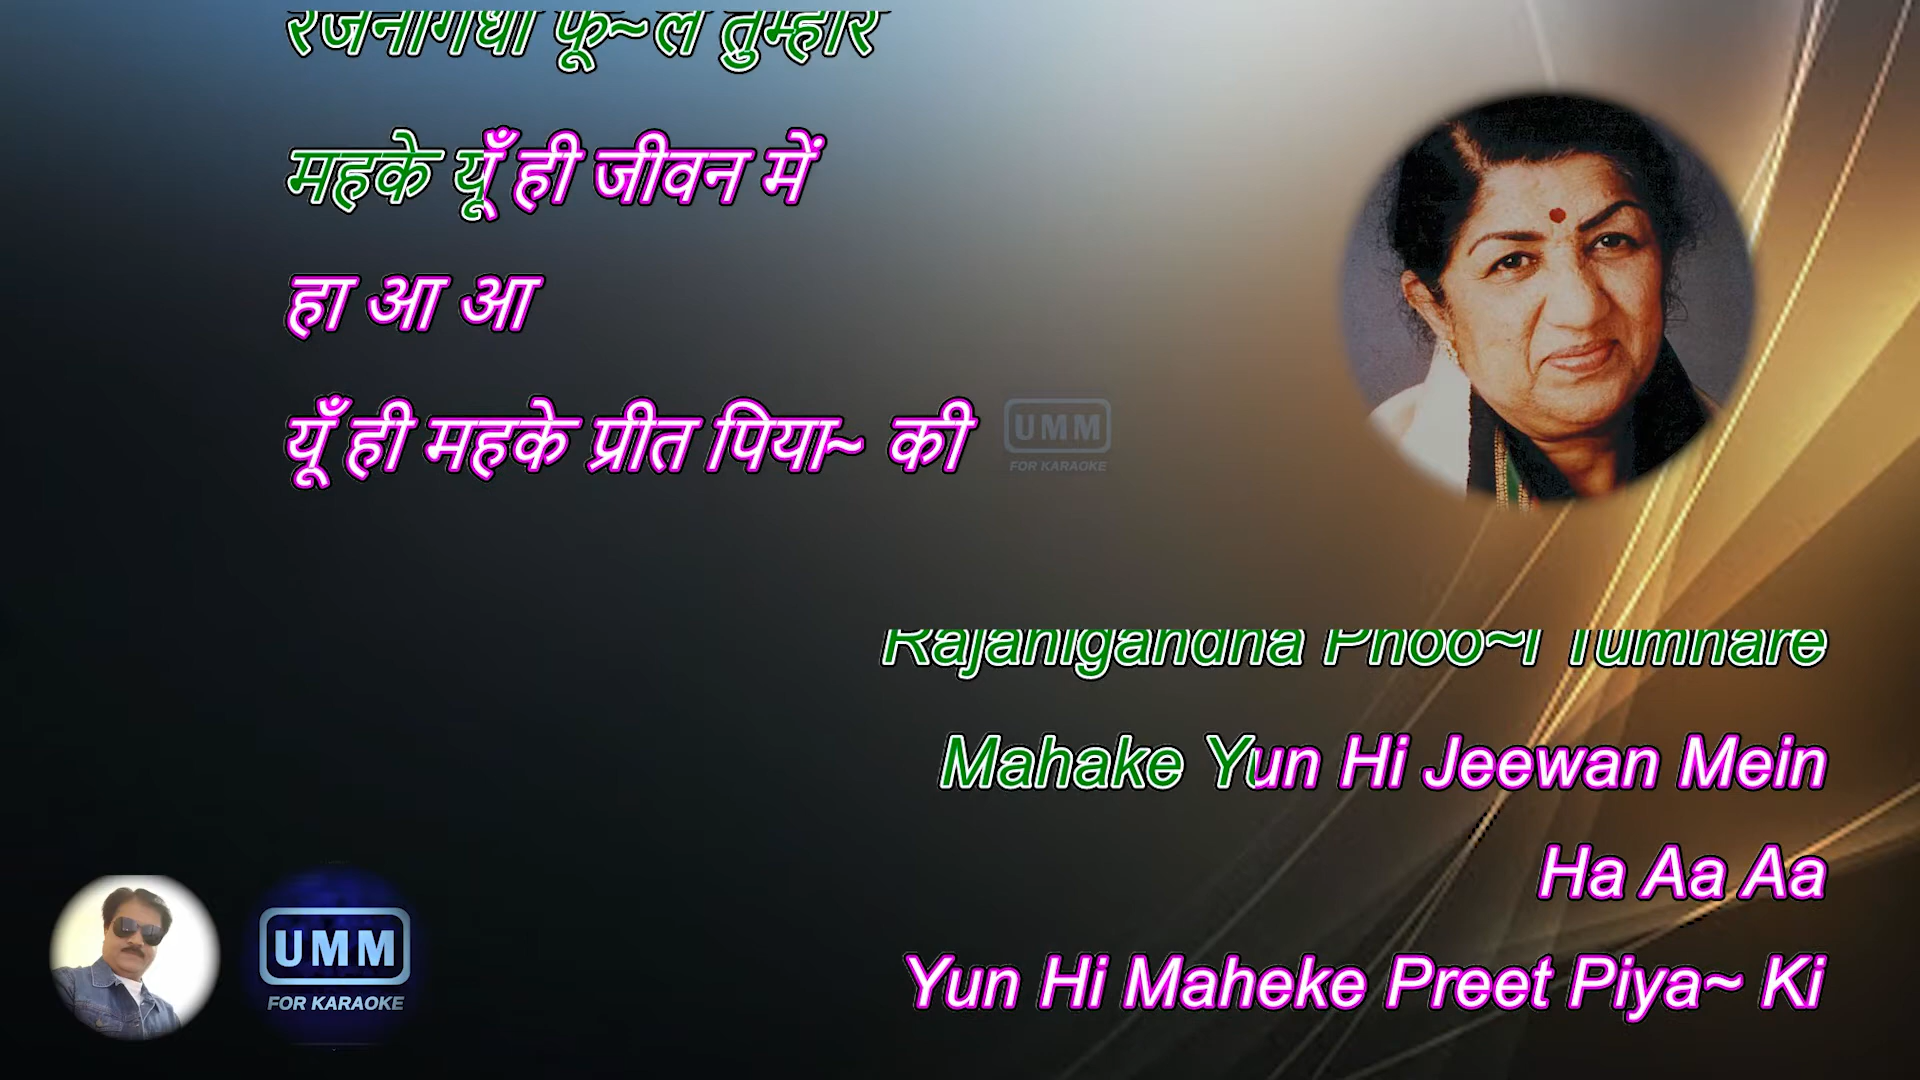 रजनीगंधा फू~ल तुम्हारे
महके यूँ ही जीवन में
हा आ आ
यूँ ही महके प्रीत पिया~ की
UMM
FOR KARAOKE
Rajanigandha Phoo~l Tumhare
Mahake Yun Hi Jeewan Mein
Ha Aa Aa
Yun Hi Maheke Preet Piya~ Ki
UMM
FOR KARAOKE